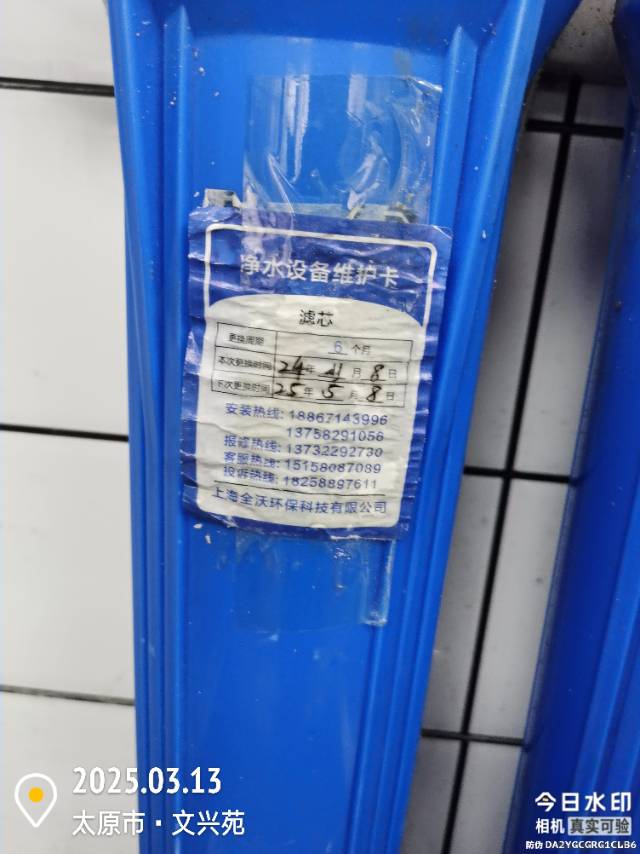 净水设备维护卡
滤芯
更换周期 6 个月
本次更换时间 24 年 11 月 8 日
下次更换时间 25 年 5 月 8 日
安装热线: 18867143996
13758291056
报修热线: 13732292730
客服热线: 15158087089
投诉热线: 18258897611
上海全沃环保科技有限公司
2025.03.13
太原市·文兴苑
今日水印
相机 真实可验
防伪 DA2YGCGRG1CLB6